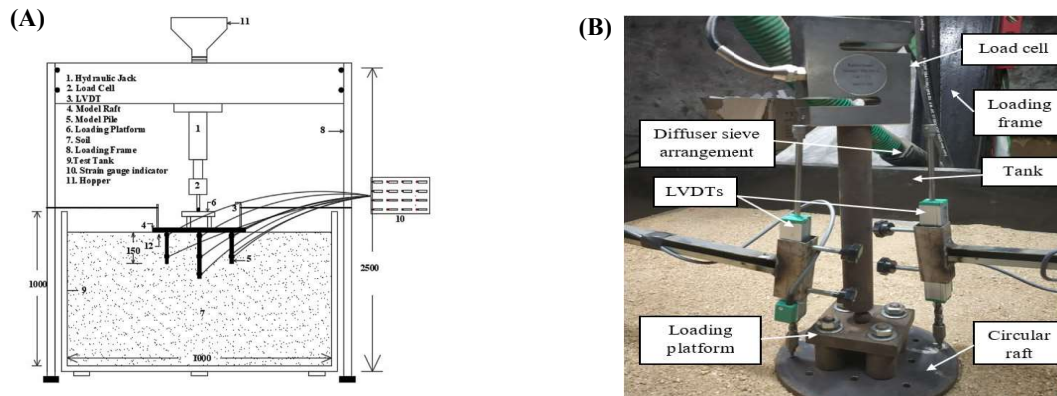 (A)
11
1. Hydraulic Jack
2. Load Cell
3. LVDT
4. Model Raft
5. Model Pile
6. Loading Platform
7. Soil
8. Loading Frame
9.Test Tank
10. Strain gauge indicator
11. Hopper
1
8
2
6
3
10
4
12
150
5
1000
2500
9
7
1000
(B)
Load cell
Loading
frame
Diffuser sieve
arrangement
Tank
LVDTs
Loading
platform
Circular
raft